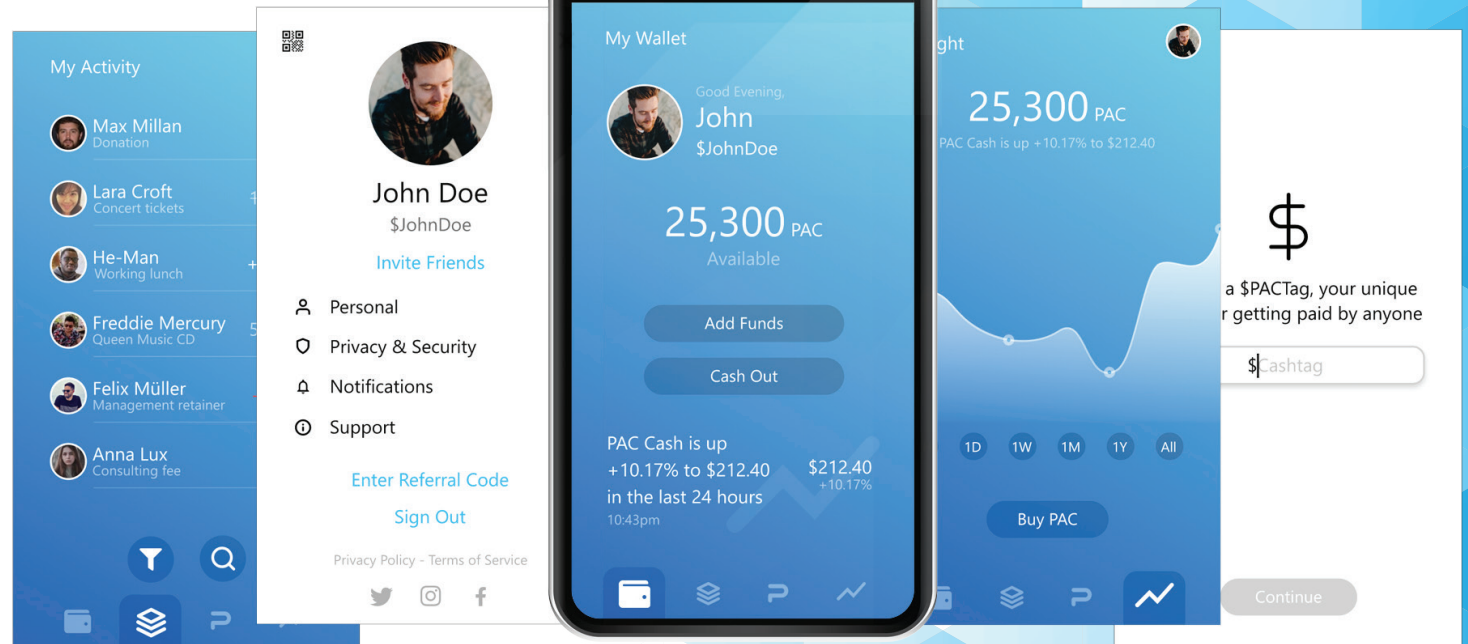 My Activity
Max Millan
Donation
Lara Croft
Concert tickets
He-Man
Working lunch
+
Freddie Mercury
Queen Music CD
5
Felix Müller
Management retainer
Anna Lux
Consulting fee
John Doe
$JohnDoe
Invite Friends
Personal
Privacy & Security
Notifications
Support
Enter Referral Code
Sign Out
Privacy Policy - Terms of Service
My Wallet
Good Evening,
John
$JohnDoe
25,300 PAC
Available
Add Funds
Cash Out
PAC Cash is up
+10.17% to $212.40
in the last 24 hours
10:43pm
$212.40
+10.17%
ght
25,300 PAC
PAC Cash is up +10.17% to $212.40
1D 1W 1M 1Y All
Buy PAC
$
a $PACTag, your unique
r getting paid by anyone
$Cashtag
Continue